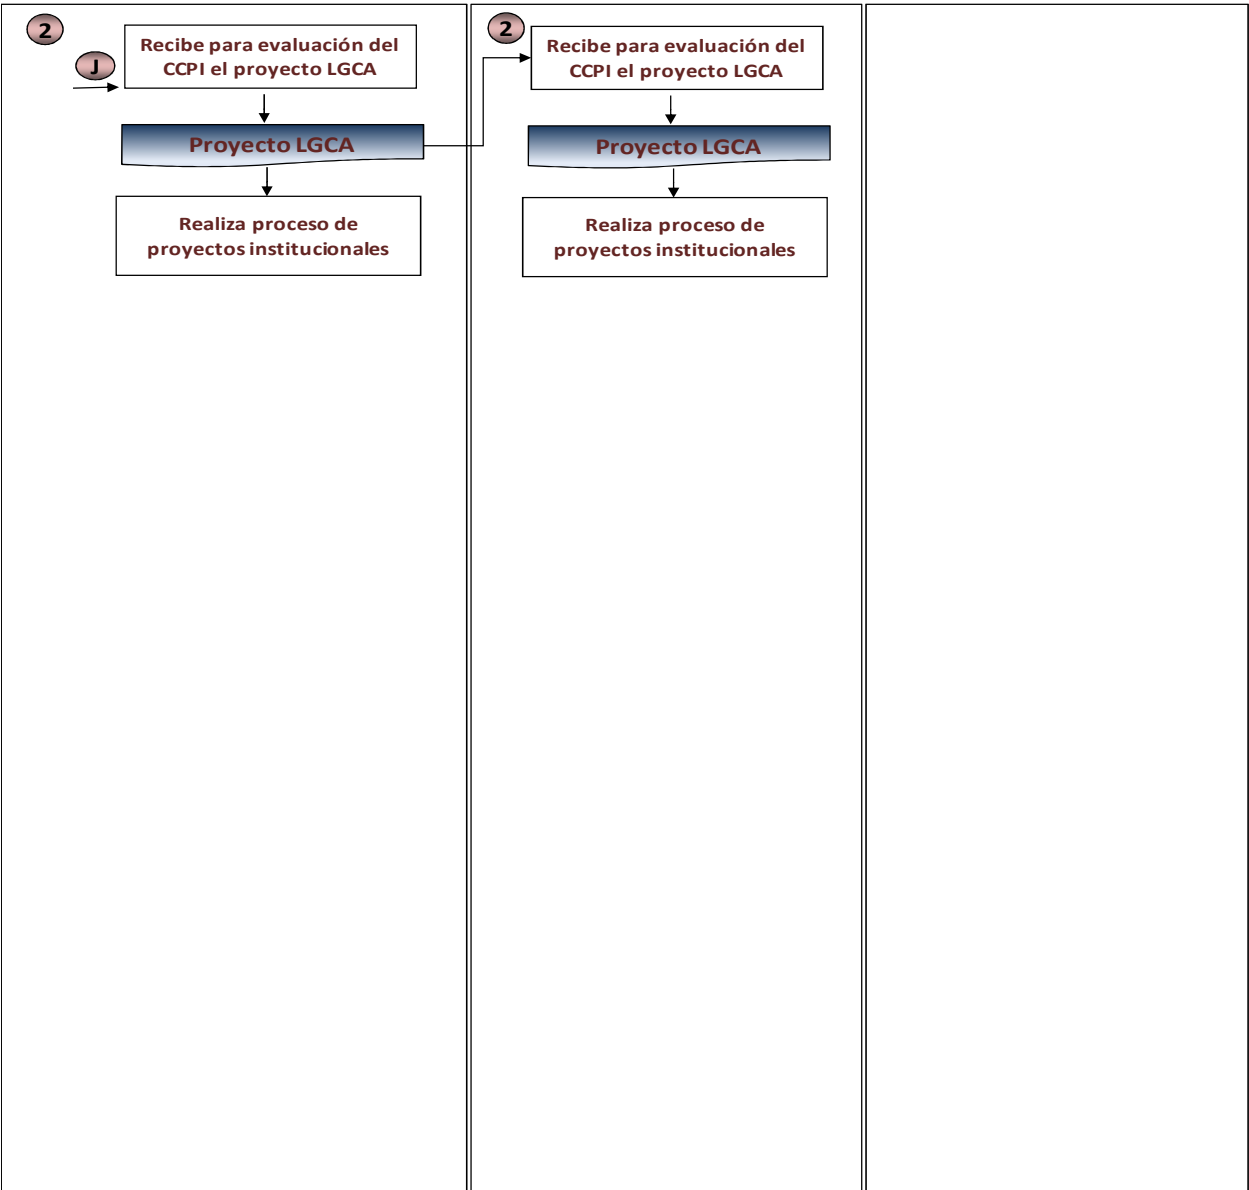 2
J
Recibe para evaluación del
CCPI el proyecto LGCA
Proyecto LGCA
Realiza proceso de
proyectos institucionales
2
Recibe para evaluación del
CCPI el proyecto LGCA
Proyecto LGCA
Realiza proceso de
proyectos institucionales